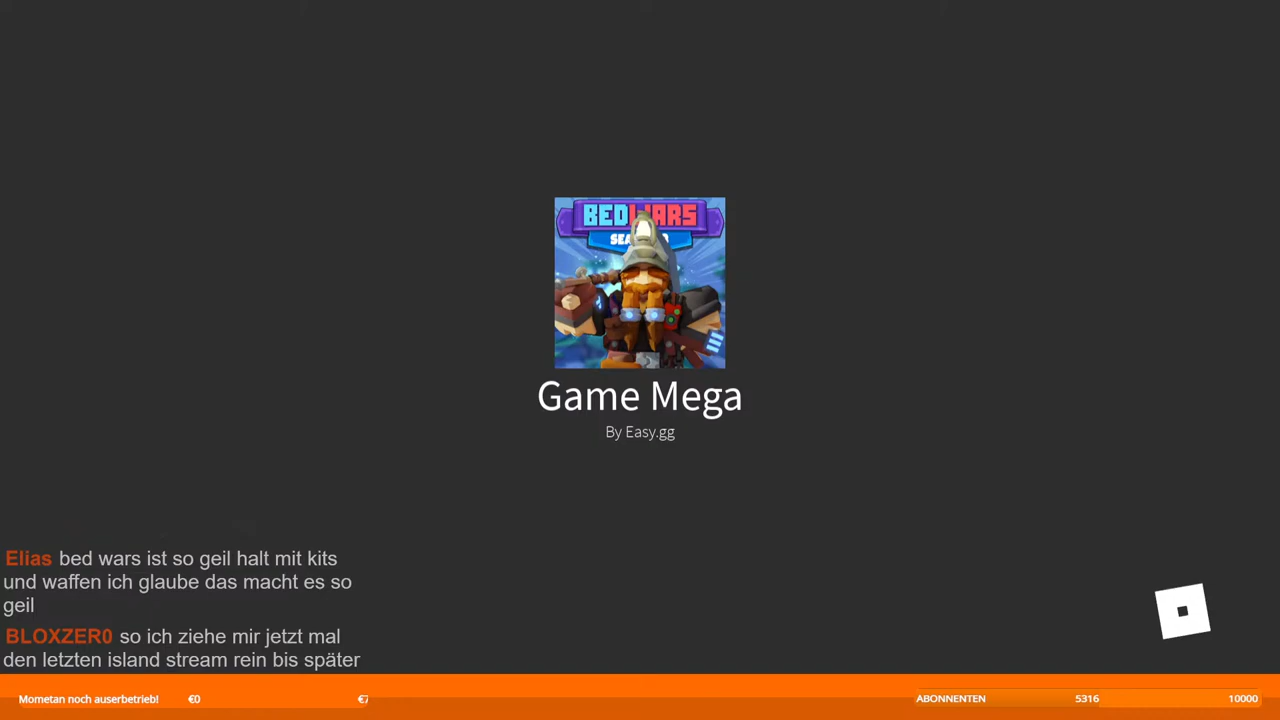 BEDWARS
Game Mega
By Easy.gg
Elias bed wars ist so geil halt mit kits
und waffen ich glaube das macht es so
geil
BLOXZER0 so ich ziehe mir jetzt mal
den letzten island stream rein bis später
Mometan noch auserbetrieb! €0 €7
ABONNENTEN 5316 10000